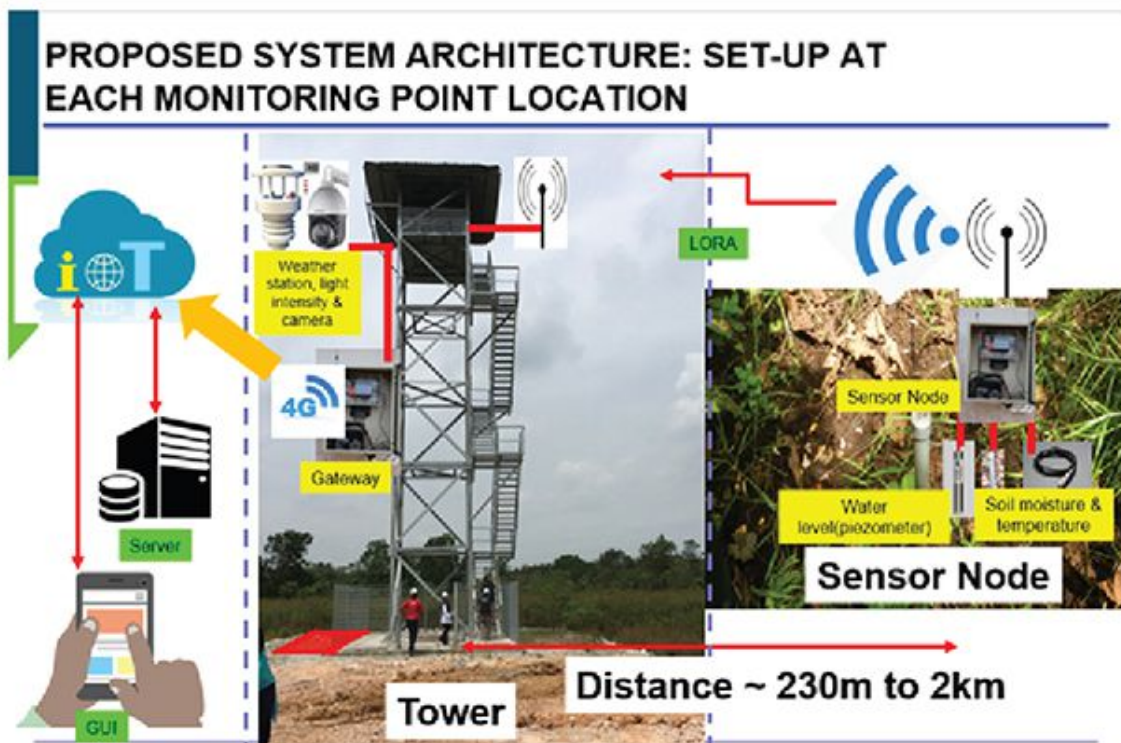 PROPOSED SYSTEM ARCHITECTURE: SET-UP AT
EACH MONITORING POINT LOCATION
iOT
Weather
station, light
intensity &
camera
4G
Gateway
Server
GUI
Tower
LORA
Sensor Node
Water
level(piezometer)
Soil moisture &
temperature
Sensor Node
Distance ~ 230m to 2km